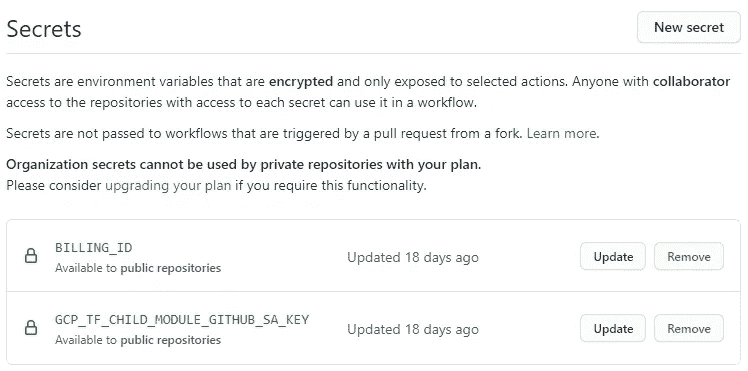 Secrets
New secret
Secrets are environment variables that are encrypted and only exposed to selected actions. Anyone with collaborator
access to the repositories with access to each secret can use it in a workflow.
Secrets are not passed to workflows that are triggered by a pull request from a fork. Learn more.
Organization secrets cannot be used by private repositories with your plan.
Please consider upgrading your plan if you require this functionality.
BILLING_ID
Available to public repositories
Updated 18 days ago
Update
Remove
GCP_TF_CHILD_MODULE_GITHUB_SA_KEY
Available to public repositories
Updated 18 days ago
Update
Remove